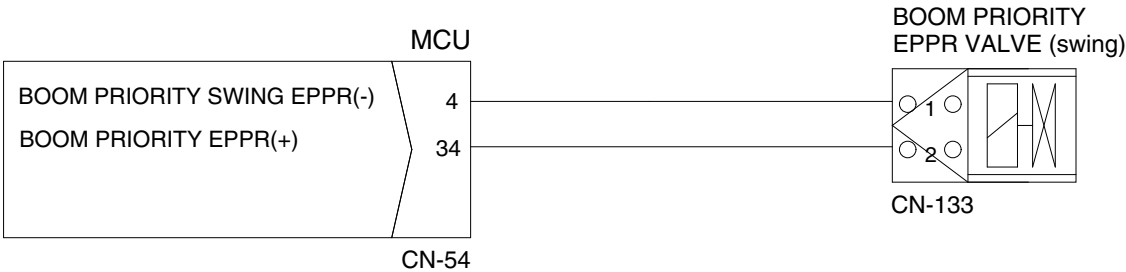 BOOM PRIORITY
EPPR VALVE (swing)
MCU
BOOM PRIORITY SWING EPPR(-)
4
1
BOOM PRIORITY EPPR(+)
34
2
CN-133
CN-54